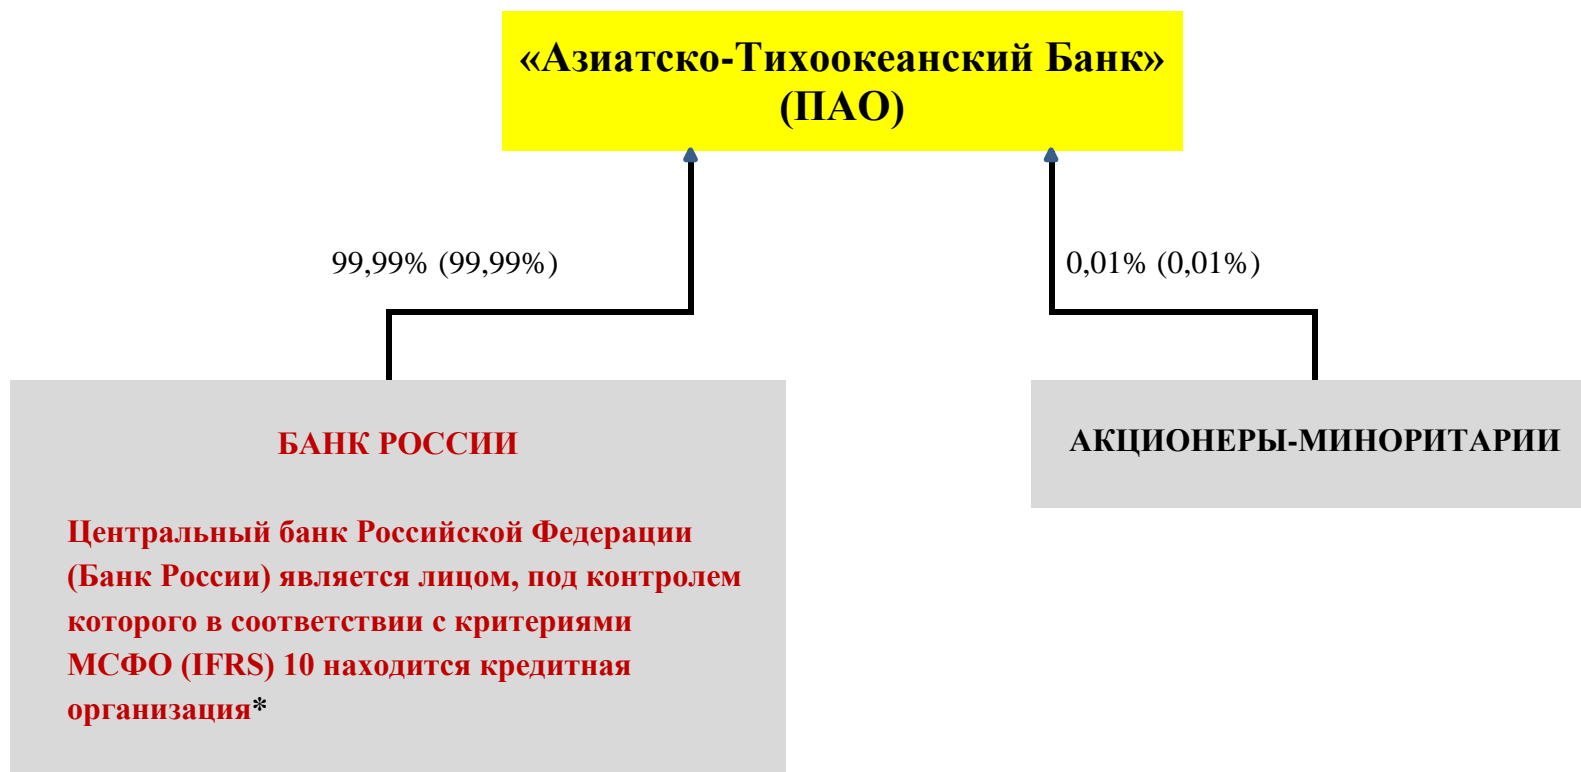 «Азиатско-Тихоокеанский Банк»
(ПАО)
99,99% (99,99%)
0,01% (0,01%)
БАНК РОССИИ
Центральный банк Российской Федерации
(Банк России) является лицом, под контролем
которого в соответствии с критериями
МСФО (IFRS) 10 находится кредитная
организация*
АКЦИОНЕРЫ-МИНОРИТАРИИ